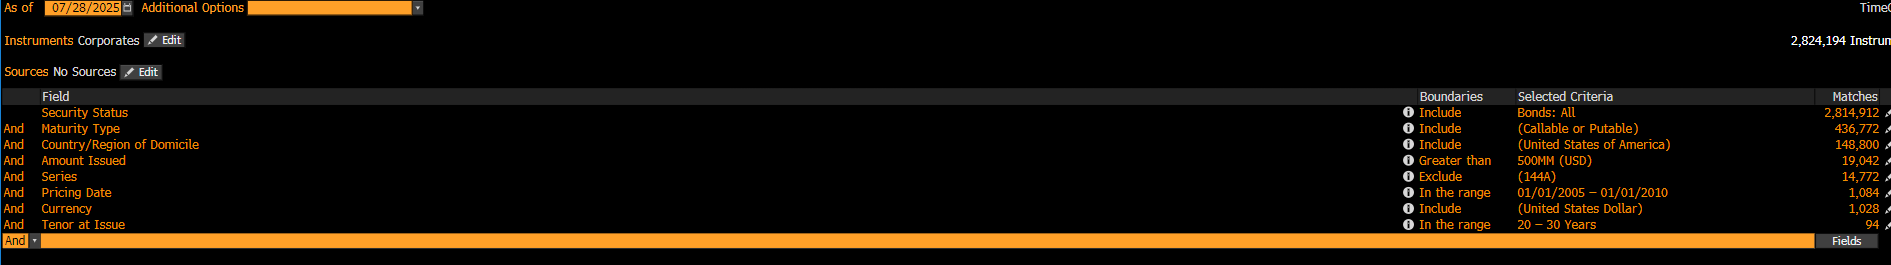 As of 07/28/2025 Additional Options TimeC
Instruments Corporates Edit 2,824,194 Instrum
Sources No Sources Edit
Field Boundaries Selected Criteria Matches
Security Status Include Bonds: All 2,814,912
And Maturity Type Include (Callable or Putable) 436,772
And Country/Region of Domicile Include (United States of America) 148,800
And Amount Issued Greater than 500MM (USD) 19,042
And Series Exclude (144A) 14,772
And Pricing Date In the range 01/01/2005 – 01/01/2010 1,084
And Currency Include (United States Dollar) 1,028
And Tenor at Issue In the range 20 – 30 Years 94
And Fields